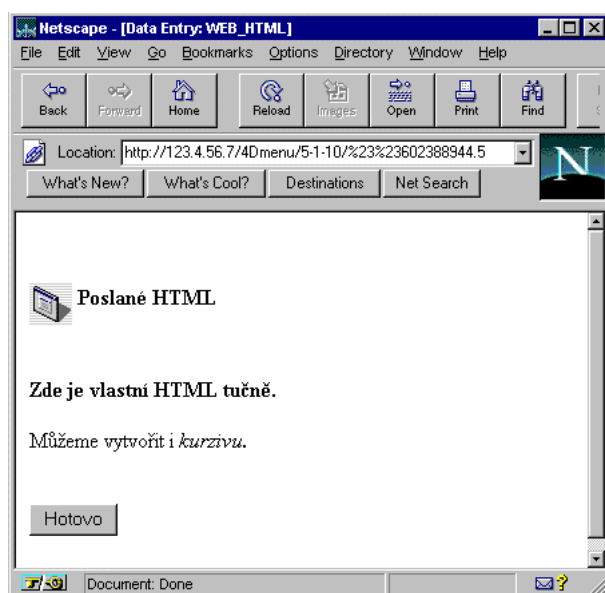 Netscape - [Data Entry: WEB_HTML]
File Edit View Go Bookmarks Options Directory Window Help
Back Forward Home Reload Images Open Print Find
Location: http://123.4.56.7/4Dmenu/5-1-10/%23%23602388944.5
N
What's New? What's Cool? Destinations Net Search
Poslané HTML
Zde je vlastní HTML tučně.
Můžeme vytvořit i kurzivu.
Hotovo
Document: Done